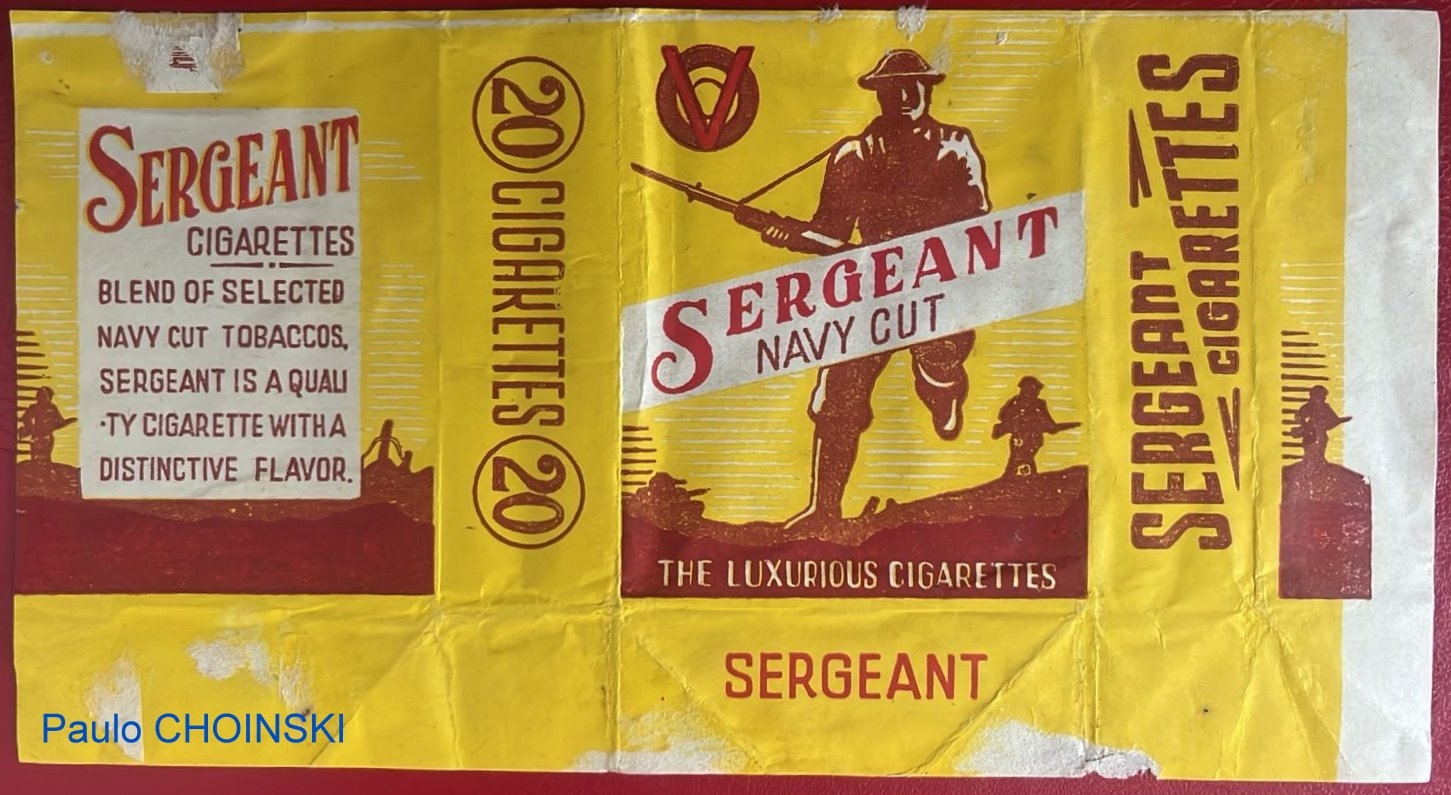 SERGEANT
CIGARETTES
BLEND OF SELECTED
NAVY CUT TOBACCOS,
SERGEANT IS A QUALI
-TY CIGARETTE WITH A
DISTINCTIVE FLAVOR.
20 CIGARETTES 20
V
SERGEANT
NAVY CUT
THE LUXURIOUS CIGARETTES
SERGEANT
SERGEANT
CIGARETTES
Paulo CHOINSKI